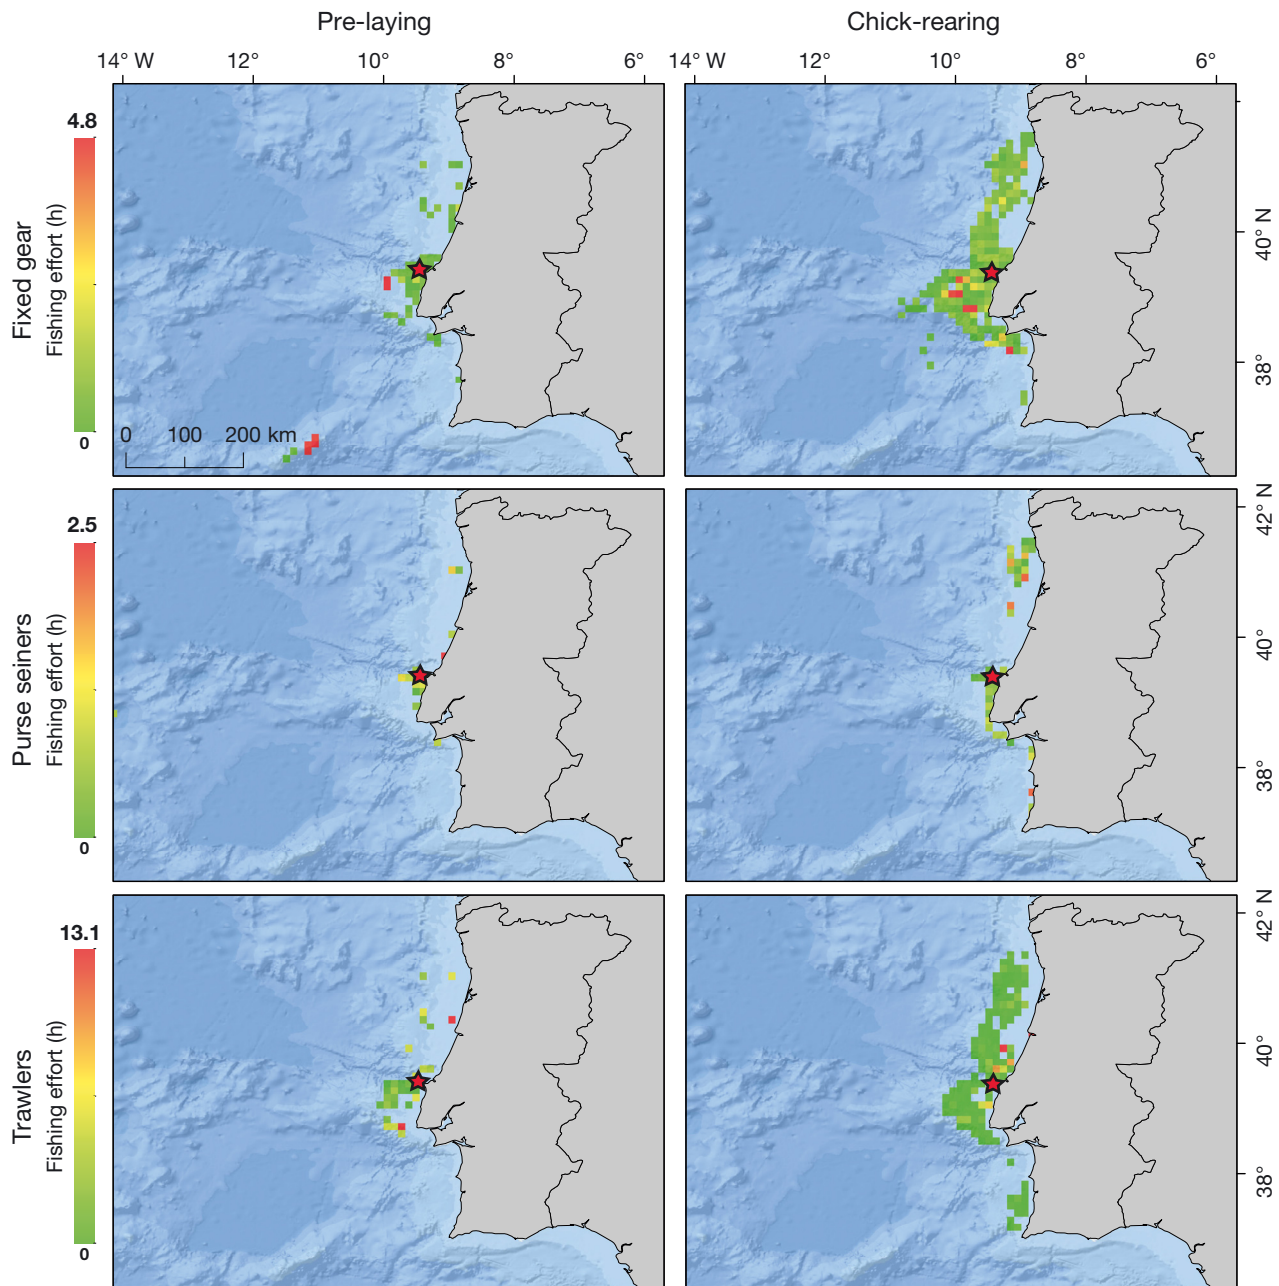 Pre-laying
Chick-rearing
14° W 12° 10° 8° 6°
14° W 12° 10° 8° 6°
4.8
Fixed gear
Fishing effort (h)
0
0 100 200 km
40° N
38°
2.5
Purse seiners
Fishing effort (h)
0
42° N
40°
38°
13.1
Trawlers
Fishing effort (h)
0
42° N
40°
38°